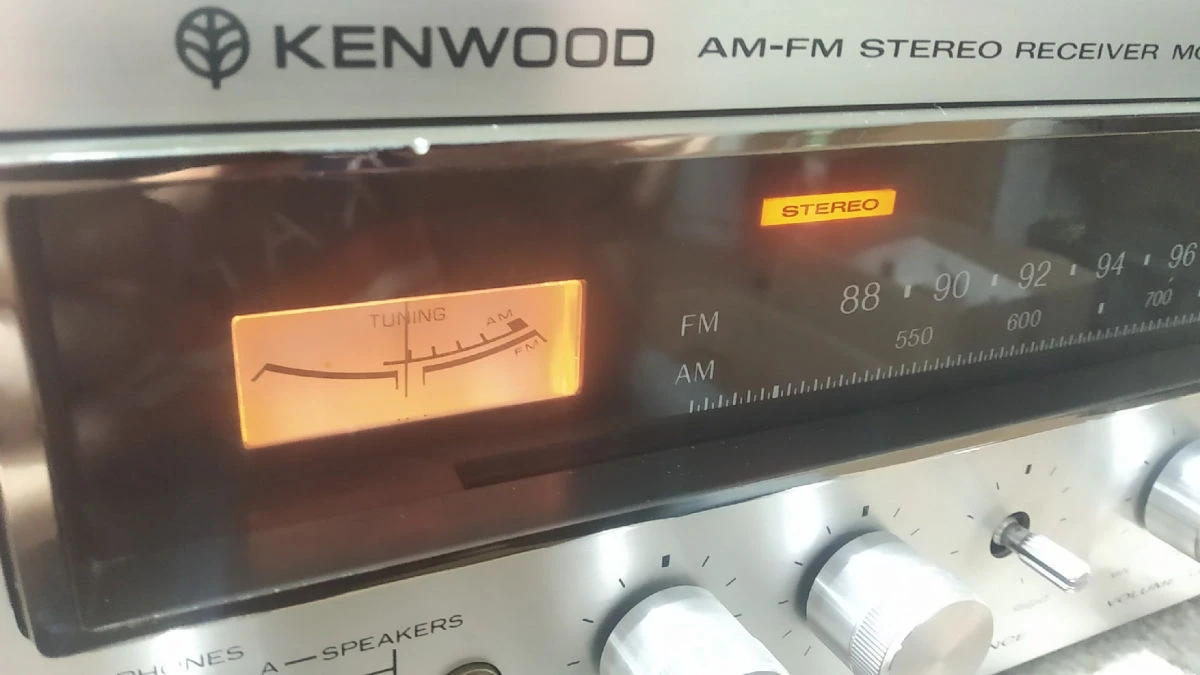 KENWOOD AM-FM STEREO RECEIVER
STEREO
TUNING
AM
FM
FM 88 90 92 94 96
AM 550 600 700
PHONES
A — SPEAKERS
VOLUME